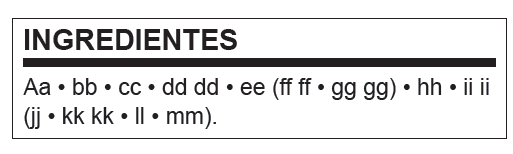 INGREDIENTES
Aa • bb • cc • dd dd • ee (ff ff • gg gg) • hh • ii ii
(jj • kk kk • ll • mm).